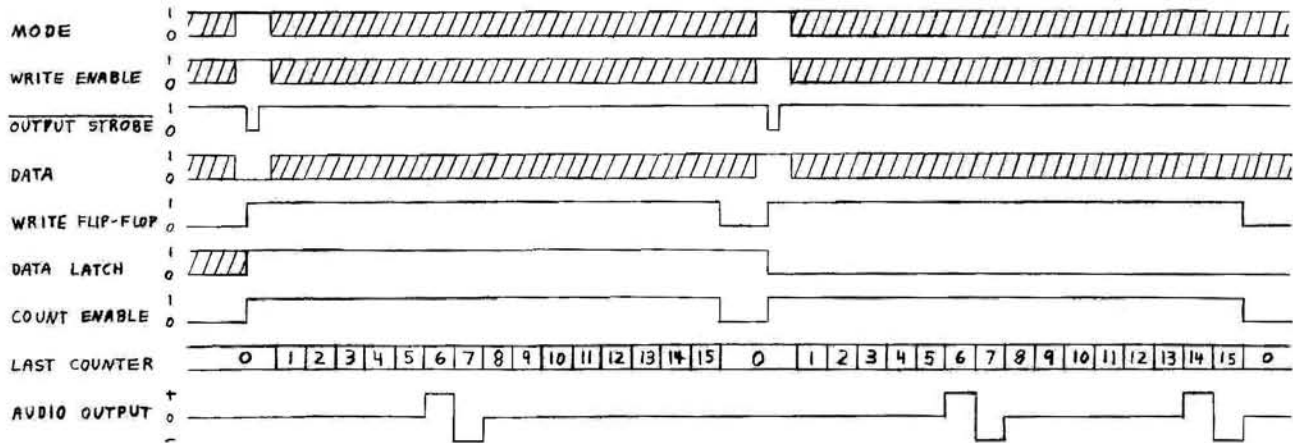 1
MODE
0
1
WRITE ENABLE
0
1
OUTPUT STROBE
0
1
DATA
0
1
WRITE FLIP-FLOP
0
1
DATA LATCH
0
1
COUNT ENABLE
0
LAST COUNTER 0 1 2 3 4 5 6 7 8 9 10 11 12 13 14 15 0 1 2 3 4 5 6 7 8 9 10 11 12 13 14 15 0
+
AUDIO OUTPUT 0
-